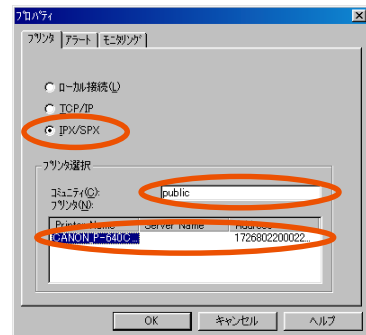 プロパティ
プリンタ アラート モニタリング
ローカル接続(L)
TCP/IP
IPX/SPX
プリンタ選択
コミュニティ(C): public
プリンタ(N):
Printer Name Server Name Address
CANON_P-640C... 1726802200022...
OK キャンセル ヘルプ